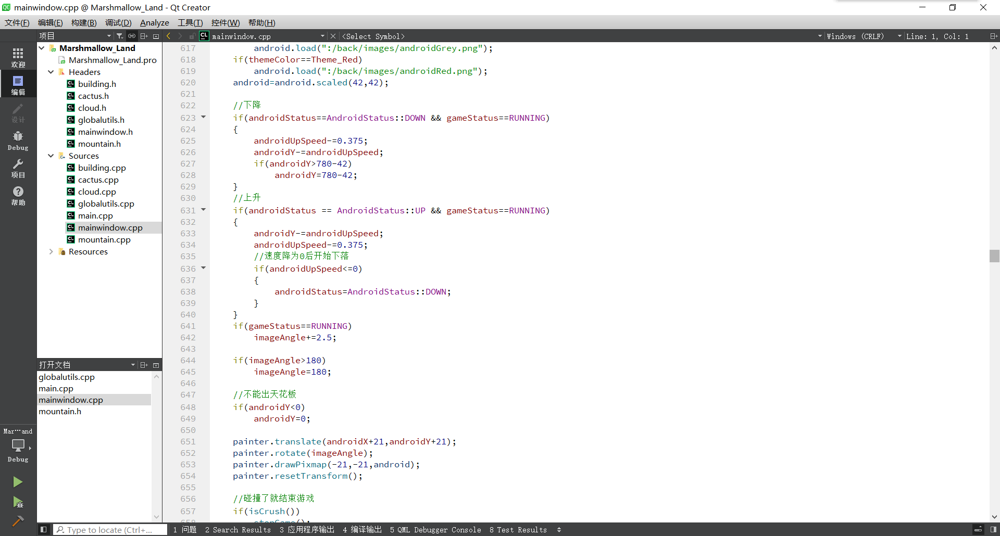 mainwindow.cpp @ Marshmallow_Land - Qt Creator
文件(F) 编辑(E) 构建(B) 调试(D) Analyze 工具(T) 控件(W) 帮助(H)
项目
mainwindow.cpp <Select Symbol> Windows (CRLF) Line: 1, Col: 1
欢迎
编辑
设计
Debug
项目
帮助
Marshmallow_Land
Marshmallow_Land.pro
Headers
building.h
cactus.h
cloud.h
globalutils.h
mainwindow.h
mountain.h
Sources
building.cpp
cactus.cpp
cloud.cpp
globalutils.cpp
main.cpp
mainwindow.cpp
mountain.cpp
Resources
打开文档
globalutils.cpp
main.cpp
mainwindow.cpp
mountain.h
Mar…and
Debug
617 android.load(":/back/images/androidGrey.png");
618 if(themeColor==Theme_Red)
619 android.load(":/back/images/androidRed.png");
620 android=android.scaled(42,42);
621
622 //下降
623 if(androidStatus==AndroidStatus::DOWN && gameStatus==RUNNING)
624 {
625 androidUpSpeed-=0.375;
626 androidY-=androidUpSpeed;
627 if(androidY>780-42)
628 androidY=780-42;
629 }
630 //上升
631 if(androidStatus == AndroidStatus::UP && gameStatus==RUNNING)
632 {
633 androidY-=androidUpSpeed;
634 androidUpSpeed-=0.375;
635 //速度降为0后开始下落
636 if(androidUpSpeed<=0)
637 {
638 androidStatus=AndroidStatus::DOWN;
639 }
640 }
641 if(gameStatus==RUNNING)
642 imageAngle+=2.5;
643
644 if(imageAngle>180)
645 imageAngle=180;
646
647 //不能出天花板
648 if(androidY<0)
649 androidY=0;
650
651 painter.translate(androidX+21,androidY+21);
652 painter.rotate(imageAngle);
653 painter.drawPixmap(-21,-21,android);
654 painter.resetTransform();
655
656 //碰撞了就结束游戏
657 if(isCrush())
658 stopGame();
Type to locate (Ctrl+... 1 问题 2 Search Results 3 应用程序输出 4 编译输出 5 QML Debugger Console 8 Test Results